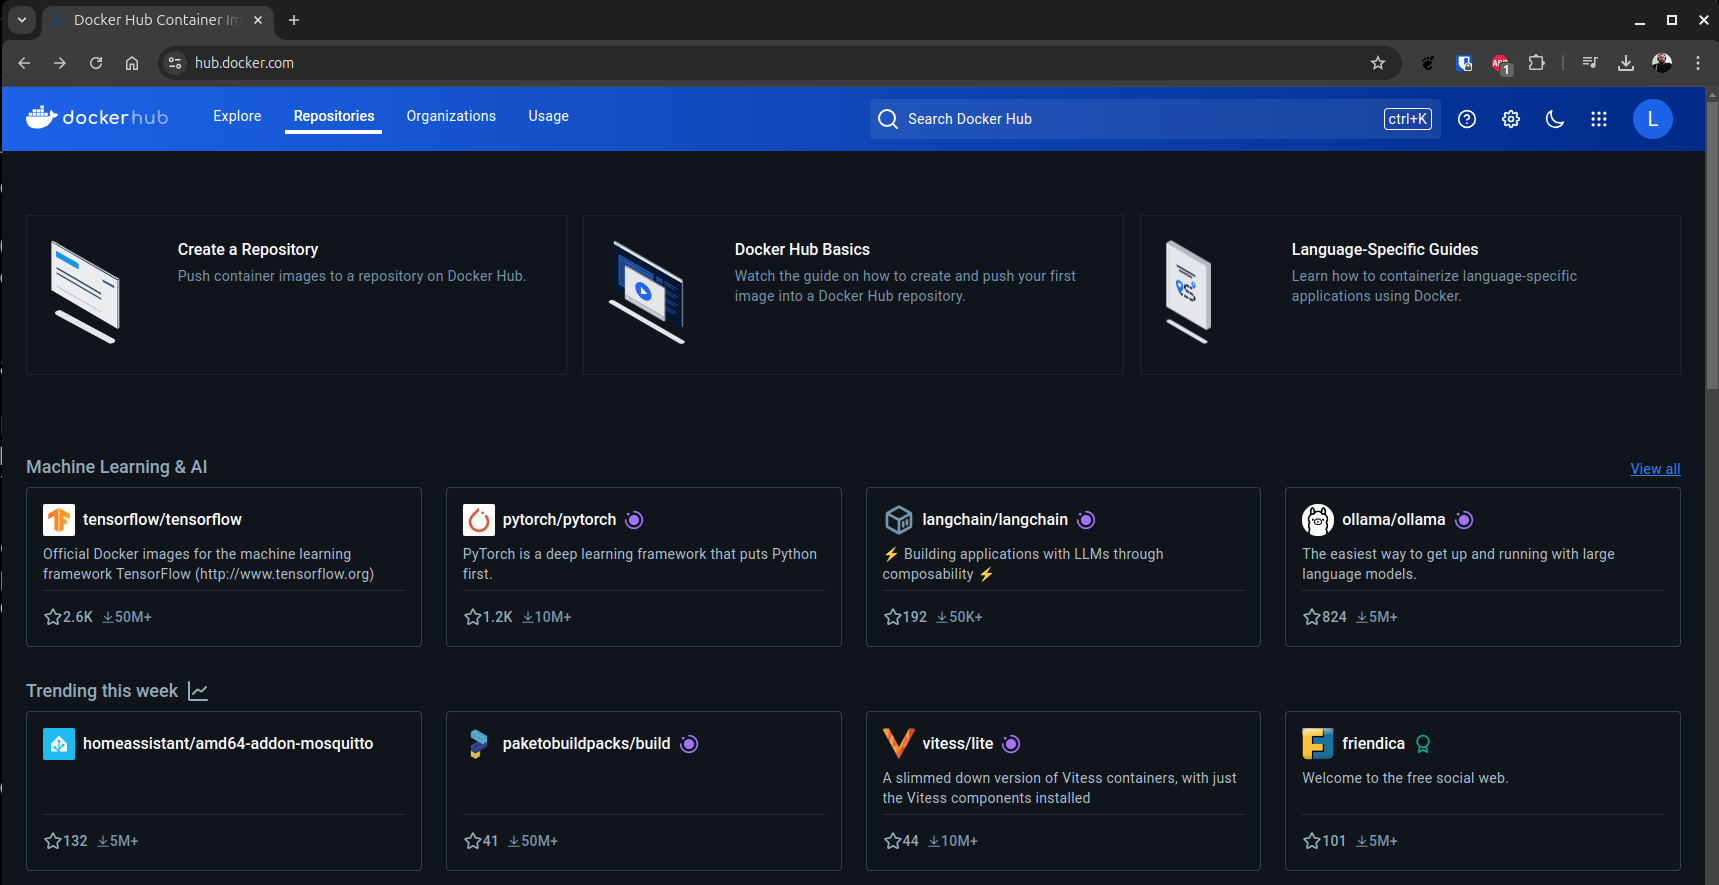 Docker Hub Container Im
hub.docker.com
1
docker hub
Explore
Repositories
Organizations
Usage
Search Docker Hub
ctrl+K
L
Create a Repository
Push container images to a repository on Docker Hub.
Docker Hub Basics
Watch the guide on how to create and push your first
image into a Docker Hub repository.
Language-Specific Guides
Learn how to containerize language-specific
applications using Docker.
Machine Learning & AI
View all
tensorflow/tensorflow
Official Docker images for the machine learning
framework TensorFlow (http://www.tensorflow.org)
2.6K 50M+
pytorch/pytorch
PyTorch is a deep learning framework that puts Python
first.
1.2K 10M+
langchain/langchain
⚡ Building applications with LLMs through
composability ⚡
192 50K+
ollama/ollama
The easiest way to get up and running with large
language models.
824 5M+
Trending this week
homeassistant/amd64-addon-mosquitto
132 5M+
paketobuildpacks/build
41 50M+
vitess/lite
A slimmed down version of Vitess containers, with just
the Vitess components installed
44 10M+
friendica
Welcome to the free social web.
101 5M+